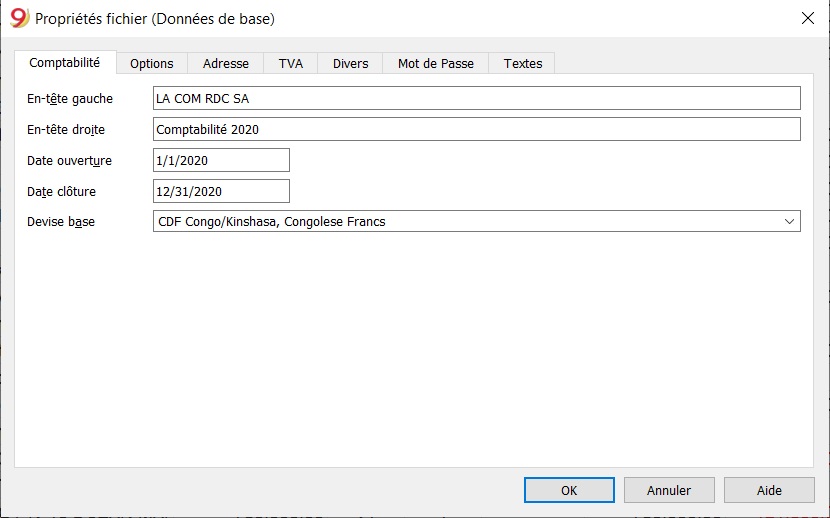 9 Propriétés fichier (Données de base)
Comptabilité Options Adresse TVA Divers Mot de Passe Textes
En-tête gauche LA COM RDC SA
En-tête droite Comptabilité 2020
Date ouverture 1/1/2020
Date clôture 12/31/2020
Devise base CDF Congo/Kinshasa, Congolese Francs
OK Annuler Aide